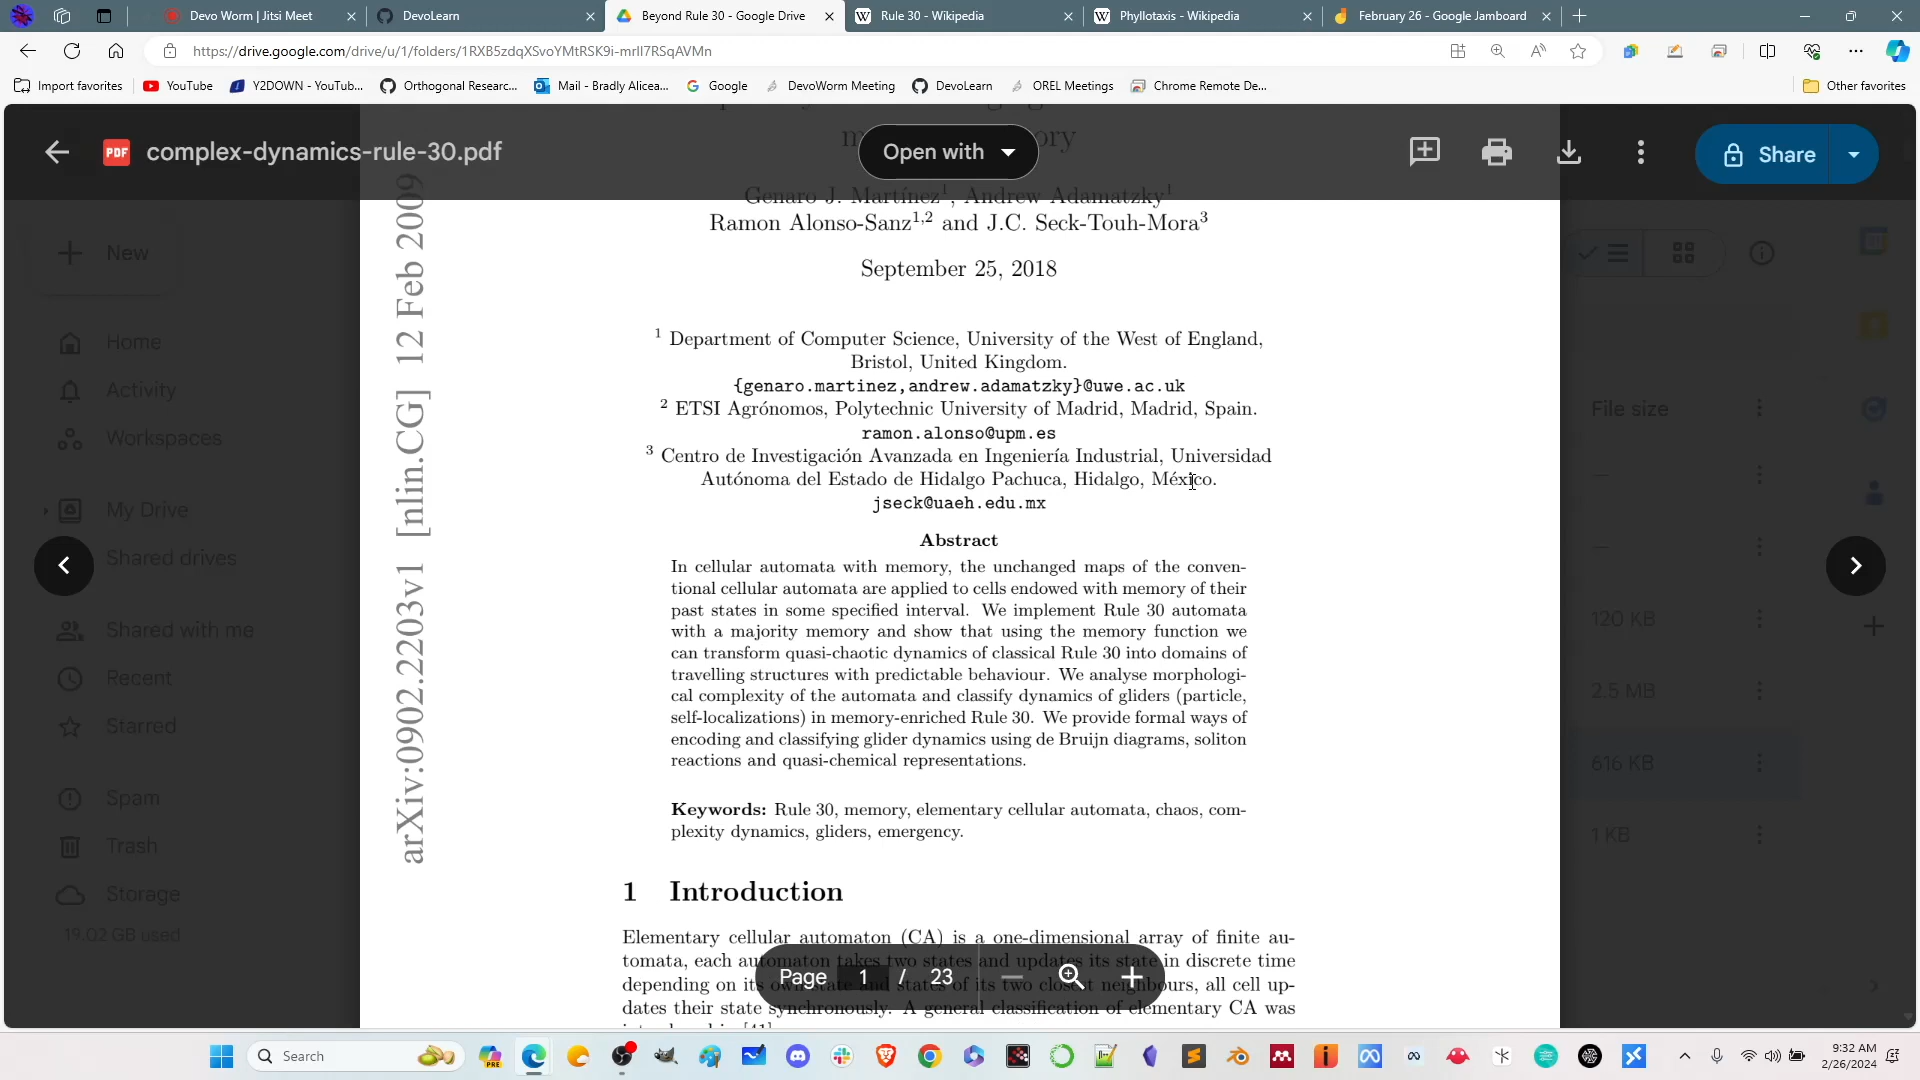 Devo Worm | Jitsi Meet
DevoLearn
Beyond Rule 30 - Google Drive
Rule 30 - Wikipedia
Phyllotaxis - Wikipedia
February 26 - Google Jamboard
https://drive.google.com/drive/u/1/folders/1RXB5zdqXSvoYMtRSK9i-mrlI7RSqAVMn
Import favorites
YouTube
Y2DOWN - YouTub...
Orthogonal Researc...
Mail - Bradly Alicea...
Google
DevoWorm Meeting
DevoLearn
OREL Meetings
Chrome Remote De...
Other favorites
PDF
complex-dynamics-rule-30.pdf
Open with
Share
Genaro J. Martínez¹, Andrew Adamatzky¹
Ramon Alonso-Sanz¹,² and J.C. Seck-Touh-Mora³
September 25, 2018
¹ Department of Computer Science, University of the West of England,
Bristol, United Kingdom.
{genaro.martinez,andrew.adamatzky}@uwe.ac.uk
² ETSI Agrónomos, Polytechnic University of Madrid, Madrid, Spain.
ramon.alonso@upm.es
³ Centro de Investigación Avanzada en Ingeniería Industrial, Universidad
Autónoma del Estado de Hidalgo Pachuca, Hidalgo, México.
jseck@uaeh.edu.mx
Abstract
In cellular automata with memory, the unchanged maps of the conven-
tional cellular automata are applied to cells endowed with memory of their
past states in some specified interval. We implement Rule 30 automata
with a majority memory and show that using the memory function we
can transform quasi-chaotic dynamics of classical Rule 30 into domains of
travelling structures with predictable behaviour. We analyse morphologi-
cal complexity of the automata and classify dynamics of gliders (particle,
self-localizations) in memory-enriched Rule 30. We provide formal ways of
encoding and classifying glider dynamics using de Bruijn diagrams, soliton
reactions and quasi-chemical representations.
Keywords: Rule 30, memory, elementary cellular automata, chaos, com-
plexity dynamics, gliders, emergency.
1 Introduction
Elementary cellular automaton (CA) is a one-dimensional array of finite au-
tomata, each automaton takes two states and updates its state in discrete time
depending on its own state and states of its two closest neighbours, all cell up-
dates their state synchronously. A general classification of elementary CA was
arXiv:0902.2203v1 [nlin.CG] 12 Feb 2009
New
Home
Activity
Workspaces
My Drive
Shared drives
Shared with me
Recent
Starred
Spam
Trash
Storage
19.02 GB used
File size
120 KB
2.5 MB
616 KB
1 KB
Page 1 / 23
Search
9:32 AM
2/26/2024